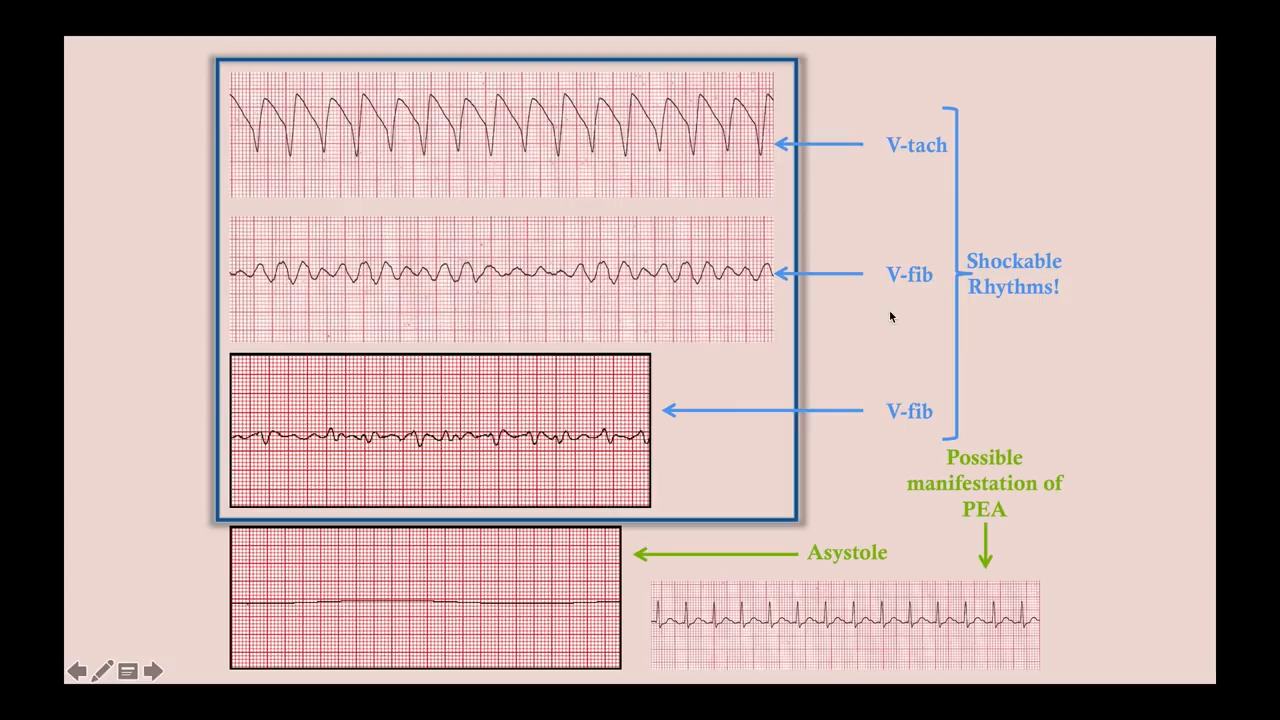 V-tach
V-fib
Shockable
Rhythms!
V-fib
Possible
manifestation of
PEA
Asystole